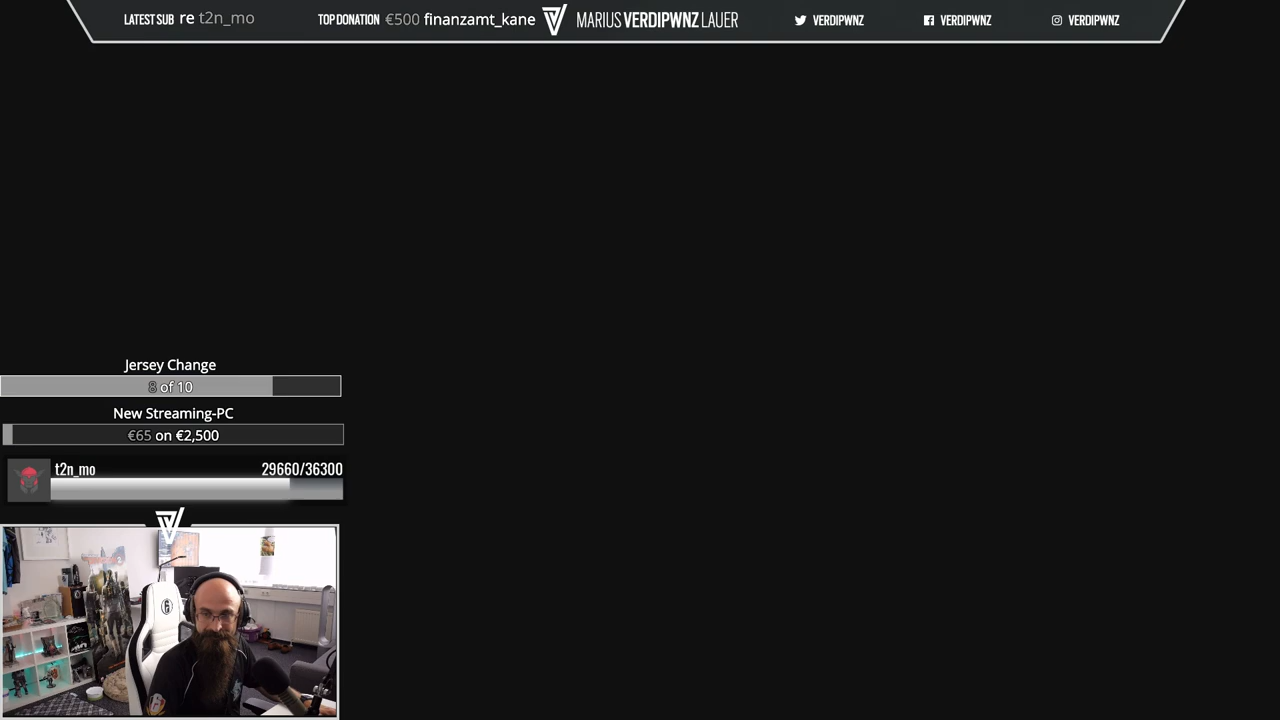 LATEST SUB re t2n_mo
TOP DONATION €500 finanzamt_kane
MARIUS VERDIPWNZ LAUER
VERDIPWNZ
VERDIPWNZ
VERDIPWNZ
Jersey Change
8 of 10
New Streaming-PC
€65 on €2,500
t2n_mo 29660/36300